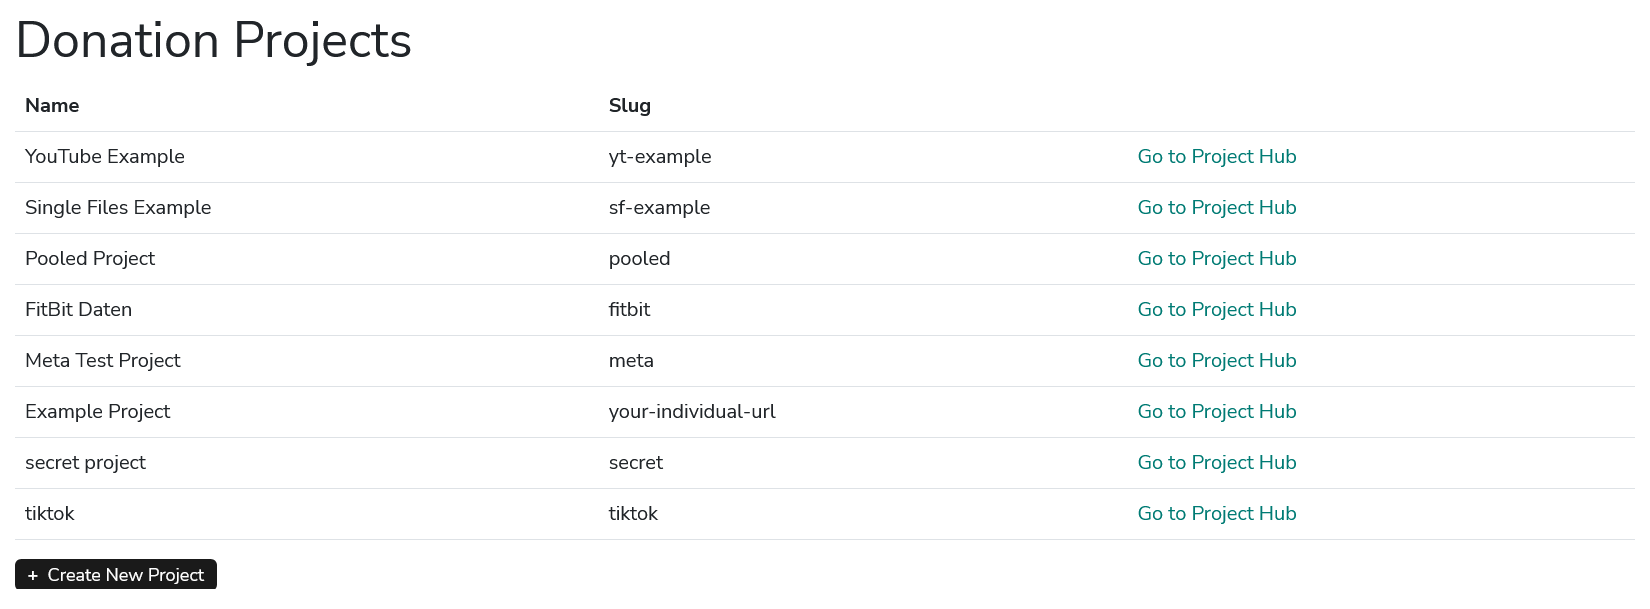 Donation Projects
Name Slug
YouTube Example yt-example Go to Project Hub
Single Files Example sf-example Go to Project Hub
Pooled Project pooled Go to Project Hub
FitBit Daten fitbit Go to Project Hub
Meta Test Project meta Go to Project Hub
Example Project your-individual-url Go to Project Hub
secret project secret Go to Project Hub
tiktok tiktok Go to Project Hub
+ Create New Project